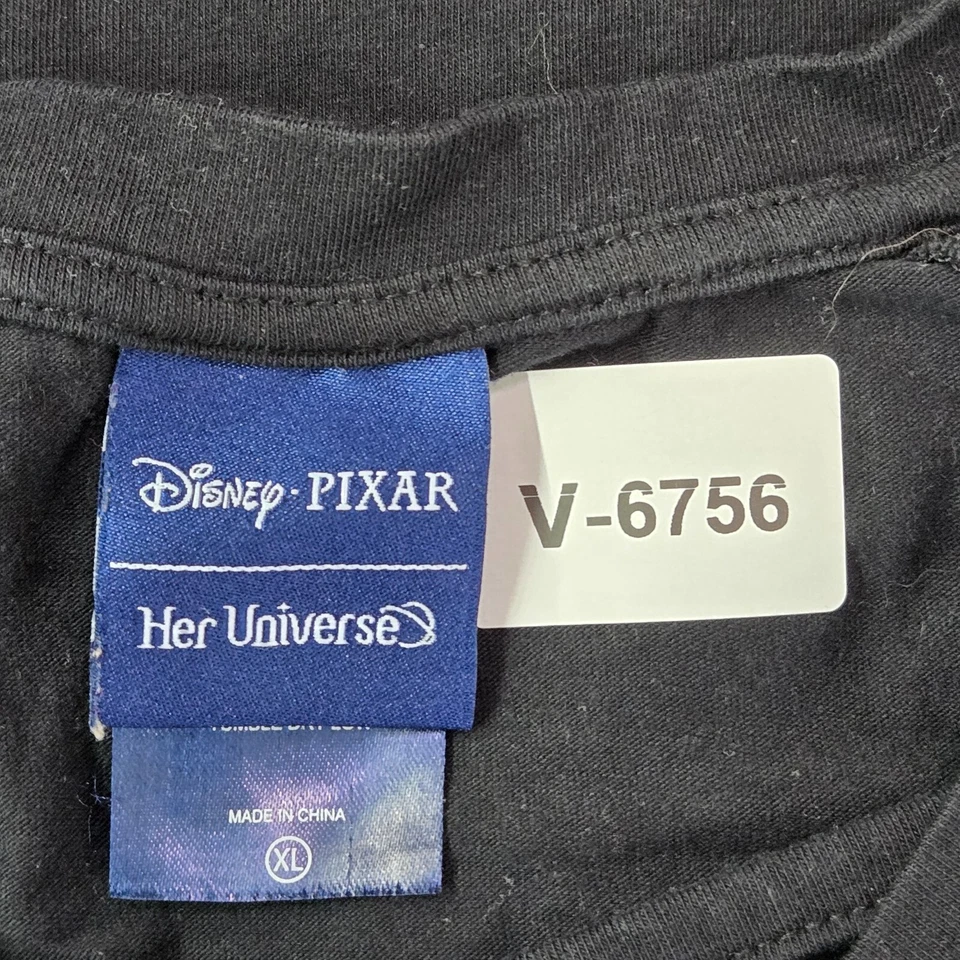 Disney · PIXAR
Her Universe
V-6756
MADE IN CHINA
XL